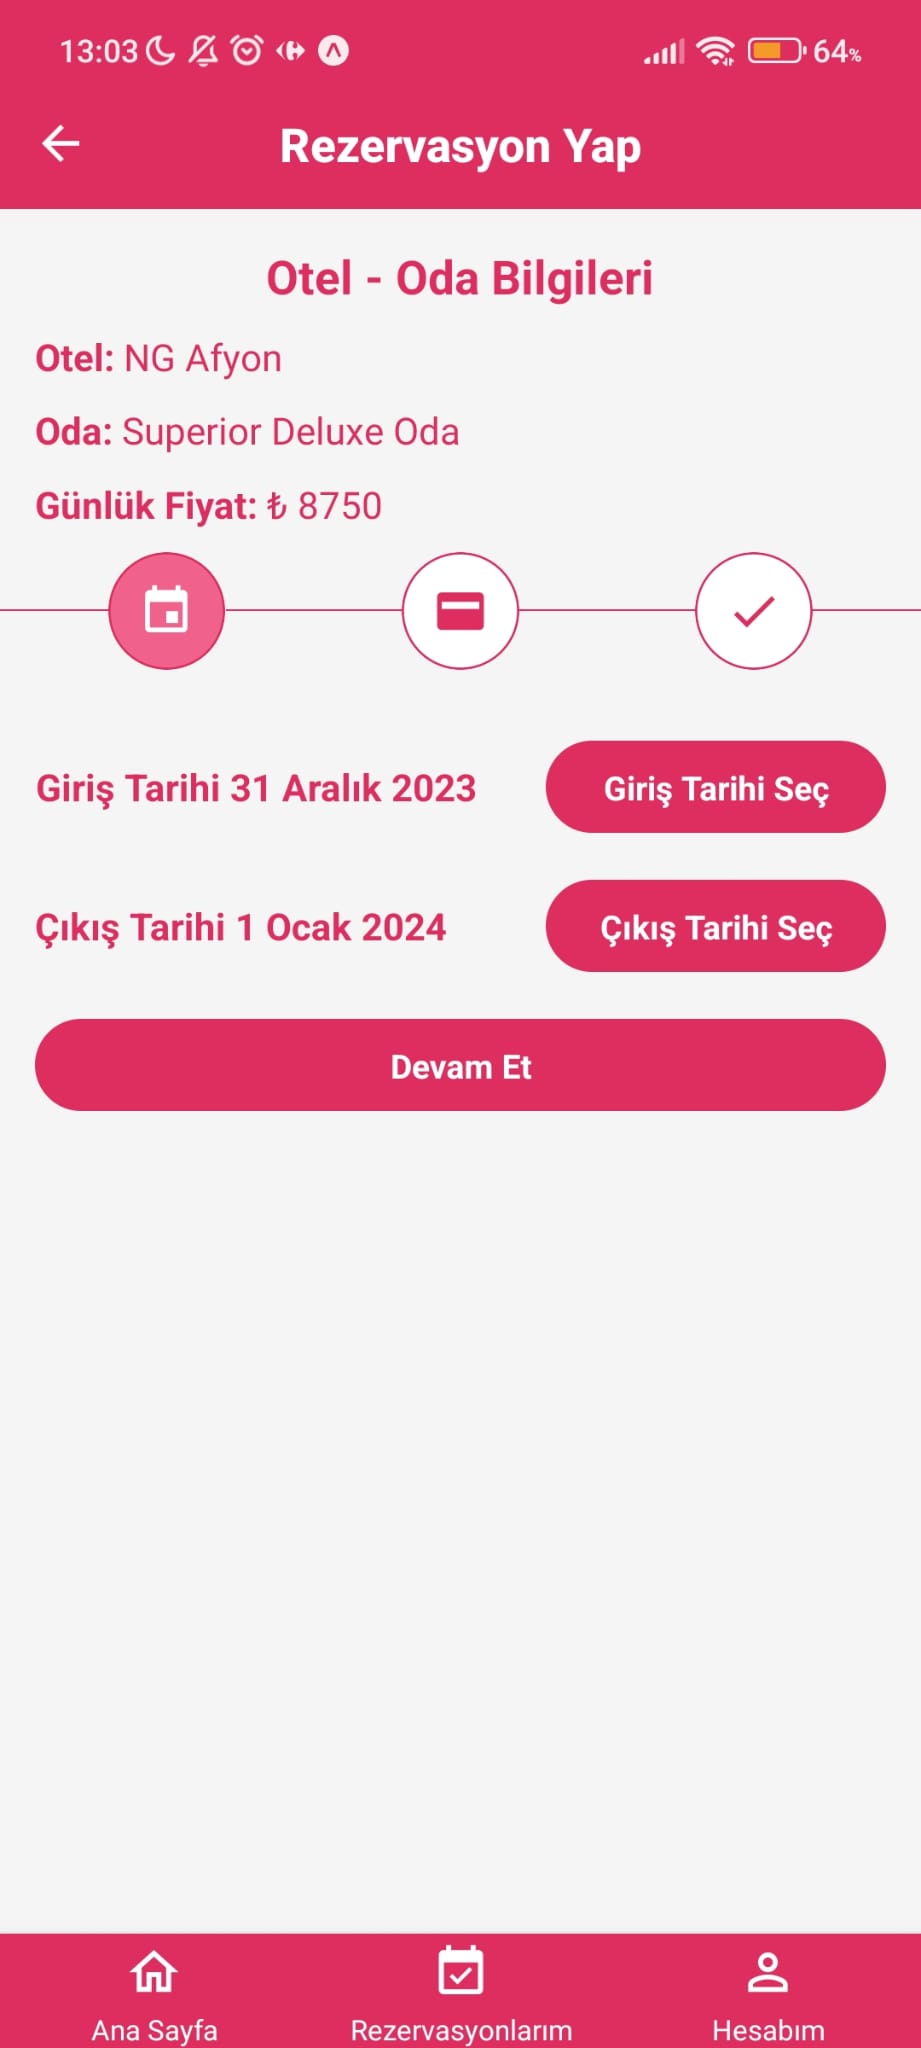 13:03 64%
Rezervasyon Yap
Otel - Oda Bilgileri
Otel: NG Afyon
Oda: Superior Deluxe Oda
Günlük Fiyat: ₺ 8750
Giriş Tarihi 31 Aralık 2023 Giriş Tarihi Seç
Çıkış Tarihi 1 Ocak 2024 Çıkış Tarihi Seç
Devam Et
Ana Sayfa Rezervasyonlarım Hesabım